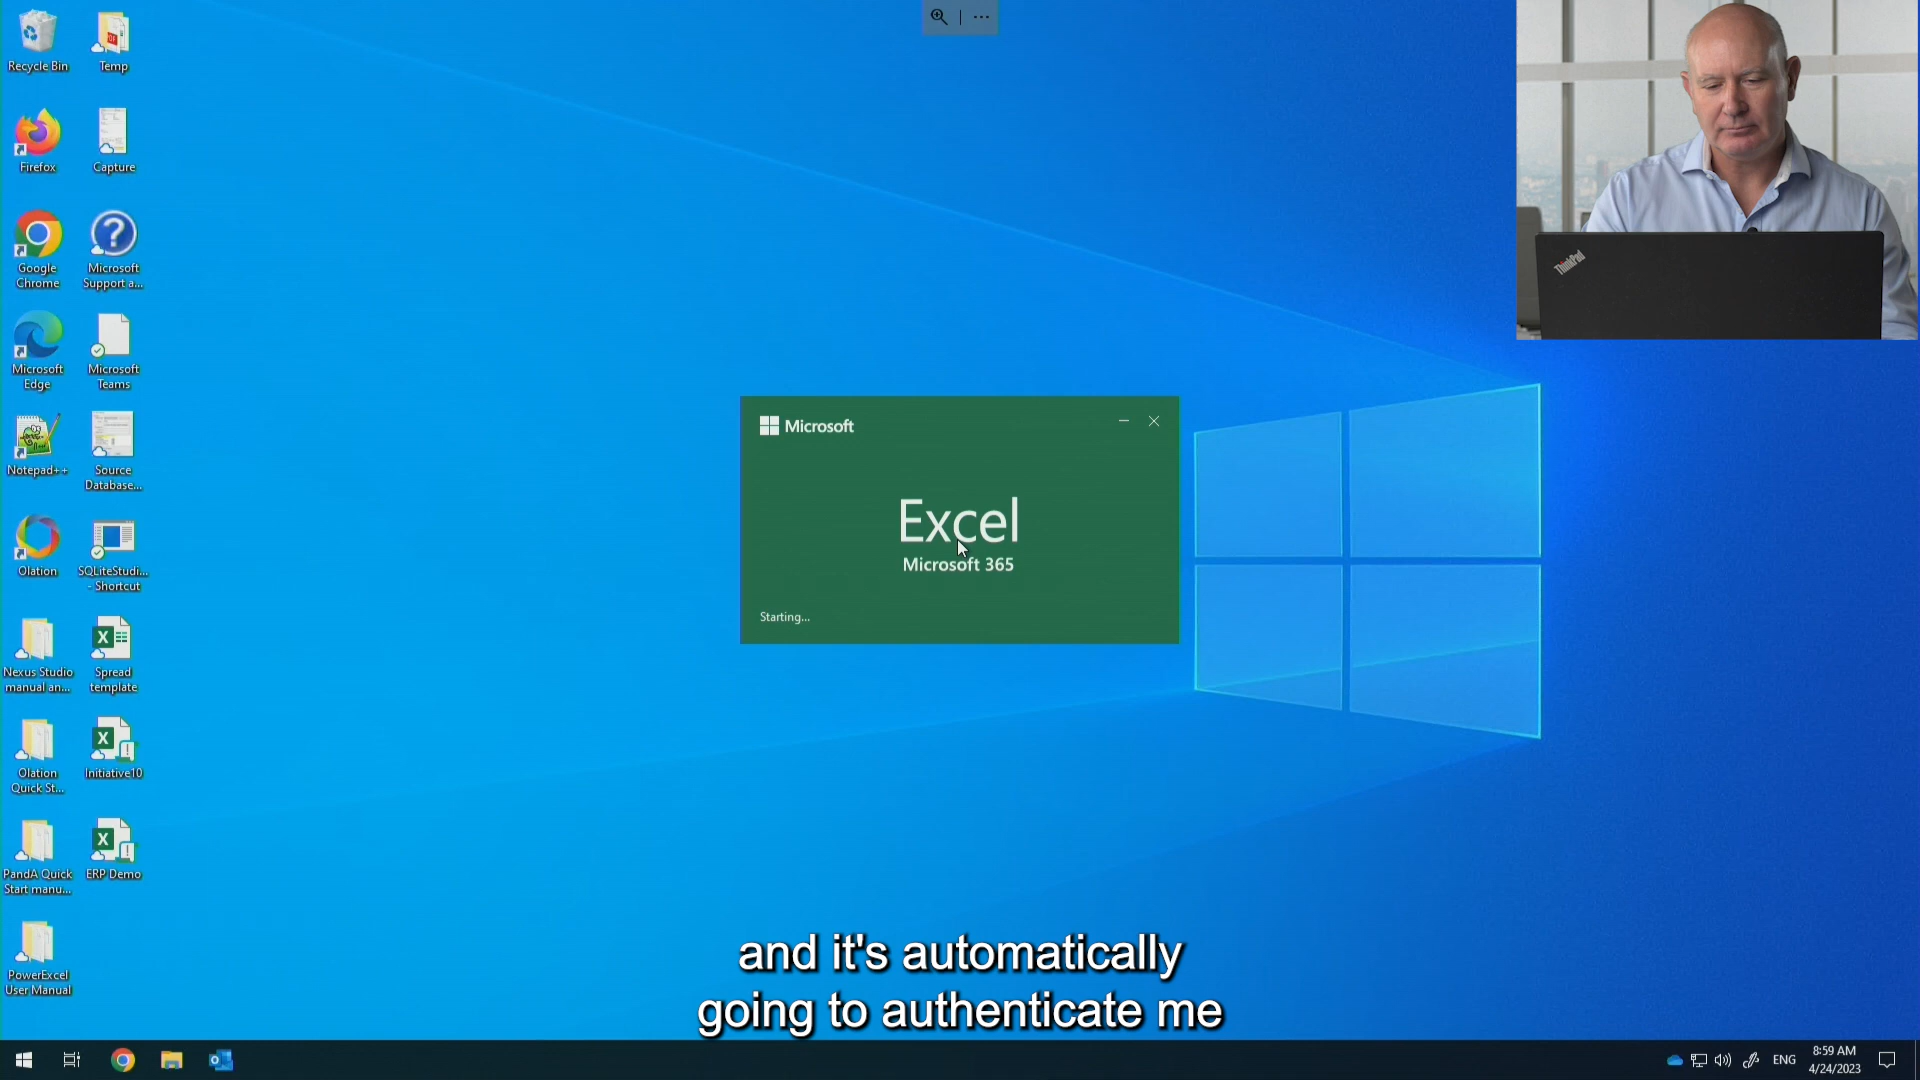 Recycle Bin
Temp
Firefox
Capture
Google
Chrome
Microsoft
Support a...
Microsoft
Edge
Microsoft
Teams
Notepad++
Source
Database...
Olation
SQLiteStudi...
- Shortcut
Nexus Studio
manual an...
Spread
template
Olation
Quick St...
Initiative10
PandA Quick
Start manu...
ERP Demo
PowerExcel
User Manual
Microsoft
Excel
Microsoft 365
Starting...
ThinkPad
and it's automatically
going to authenticate me
ENG
8:59 AM
4/24/2023